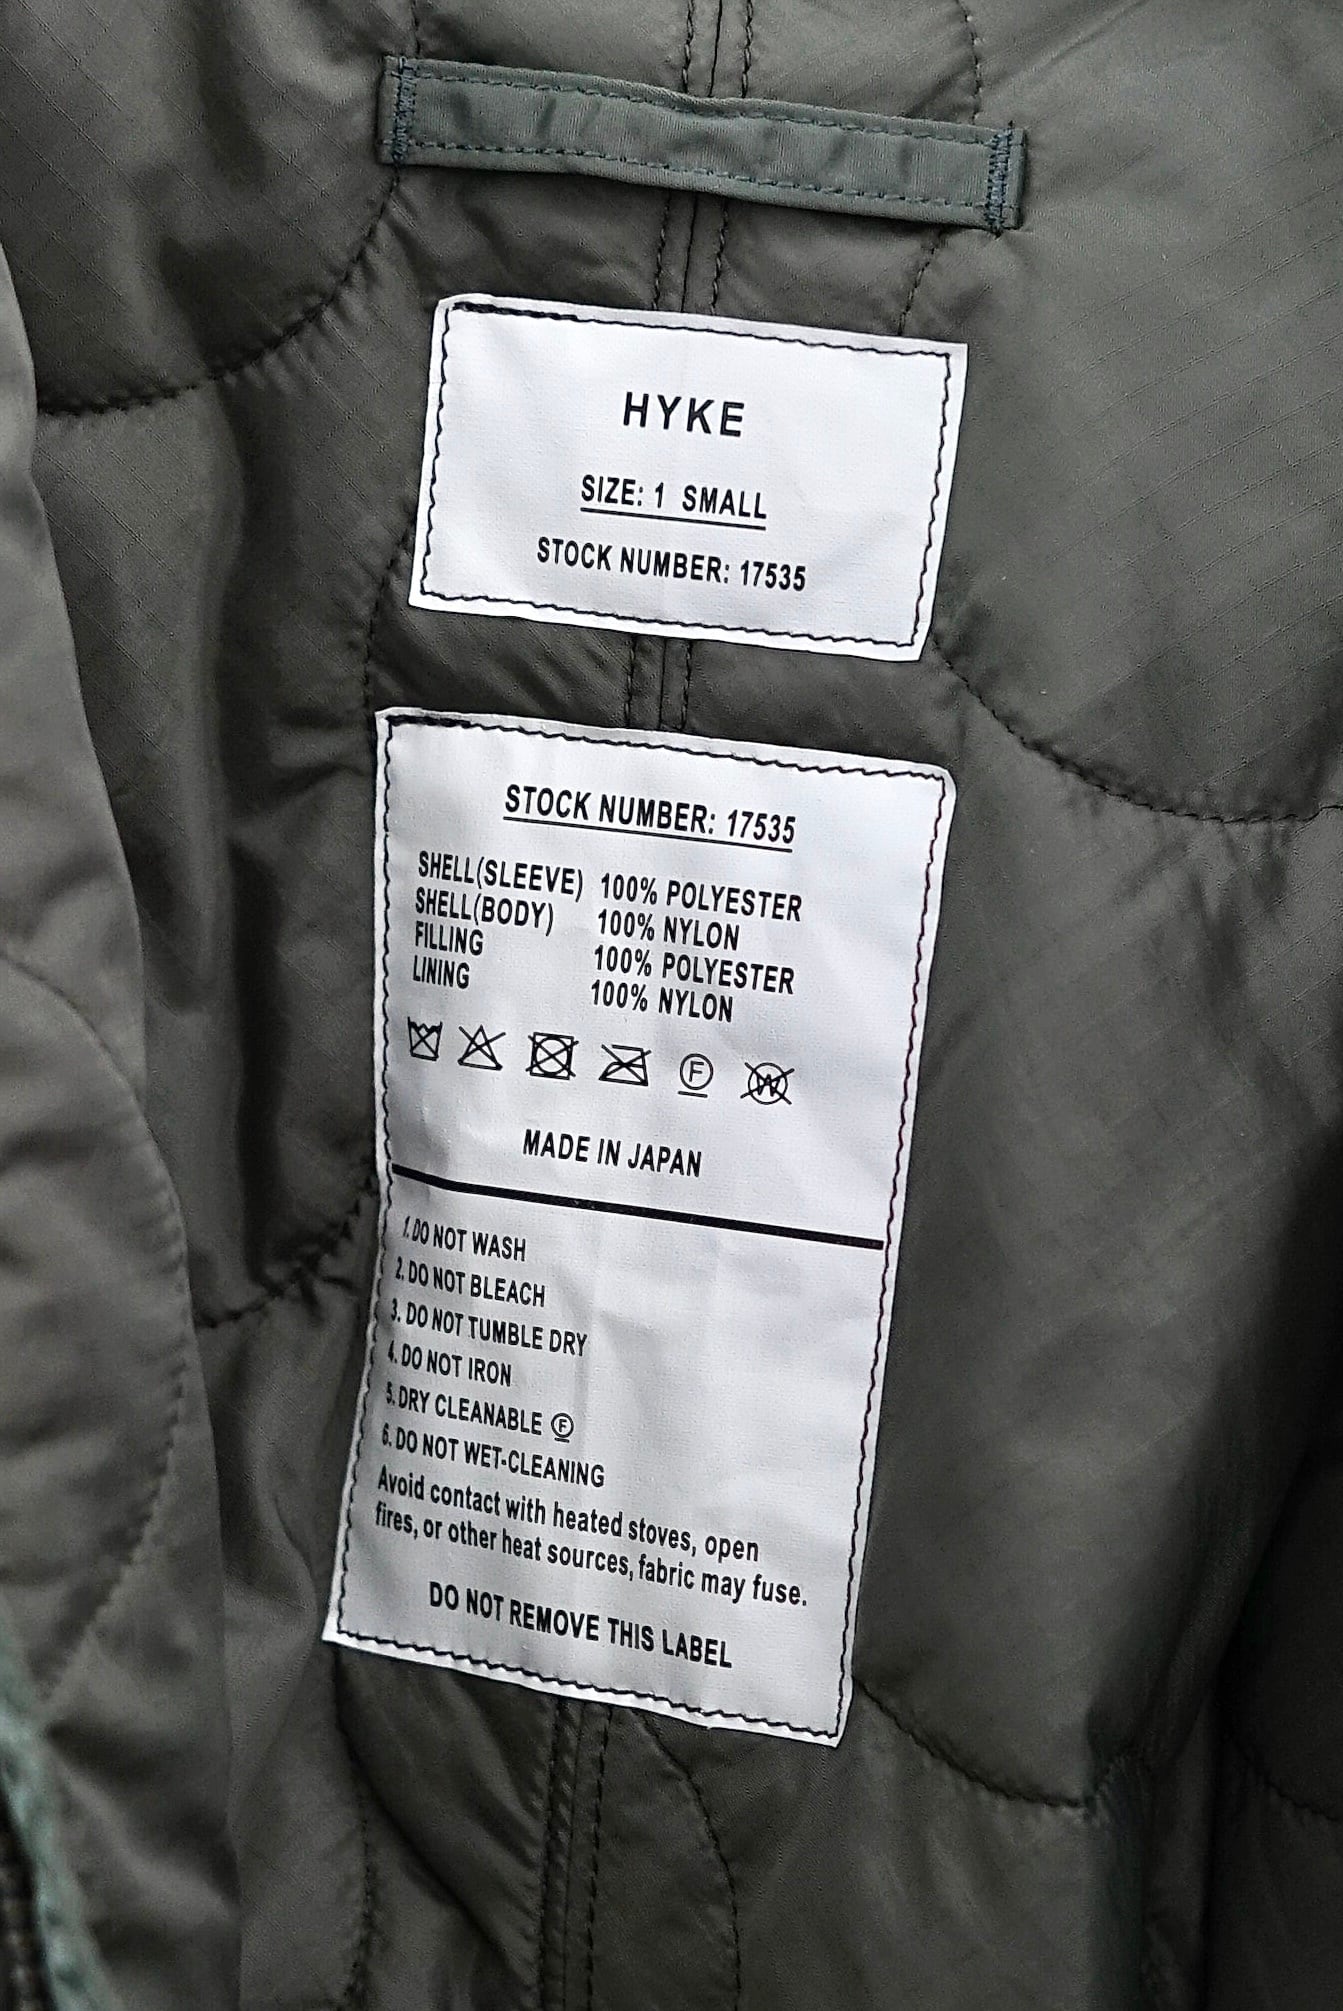 HYKE
SIZE: 1 SMALL
STOCK NUMBER: 17535
STOCK NUMBER: 17535
SHELL(SLEEVE) 100% POLYESTER
SHELL(BODY) 100% NYLON
FILLING 100% POLYESTER
LINING 100% NYLON
F W
MADE IN JAPAN
1. DO NOT WASH
2. DO NOT BLEACH
3. DO NOT TUMBLE DRY
4. DO NOT IRON
5. DRY CLEANABLE Ⓕ
6. DO NOT WET-CLEANING
Avoid contact with heated stoves, open
fires, or other heat sources, fabric may fuse.
DO NOT REMOVE THIS LABEL